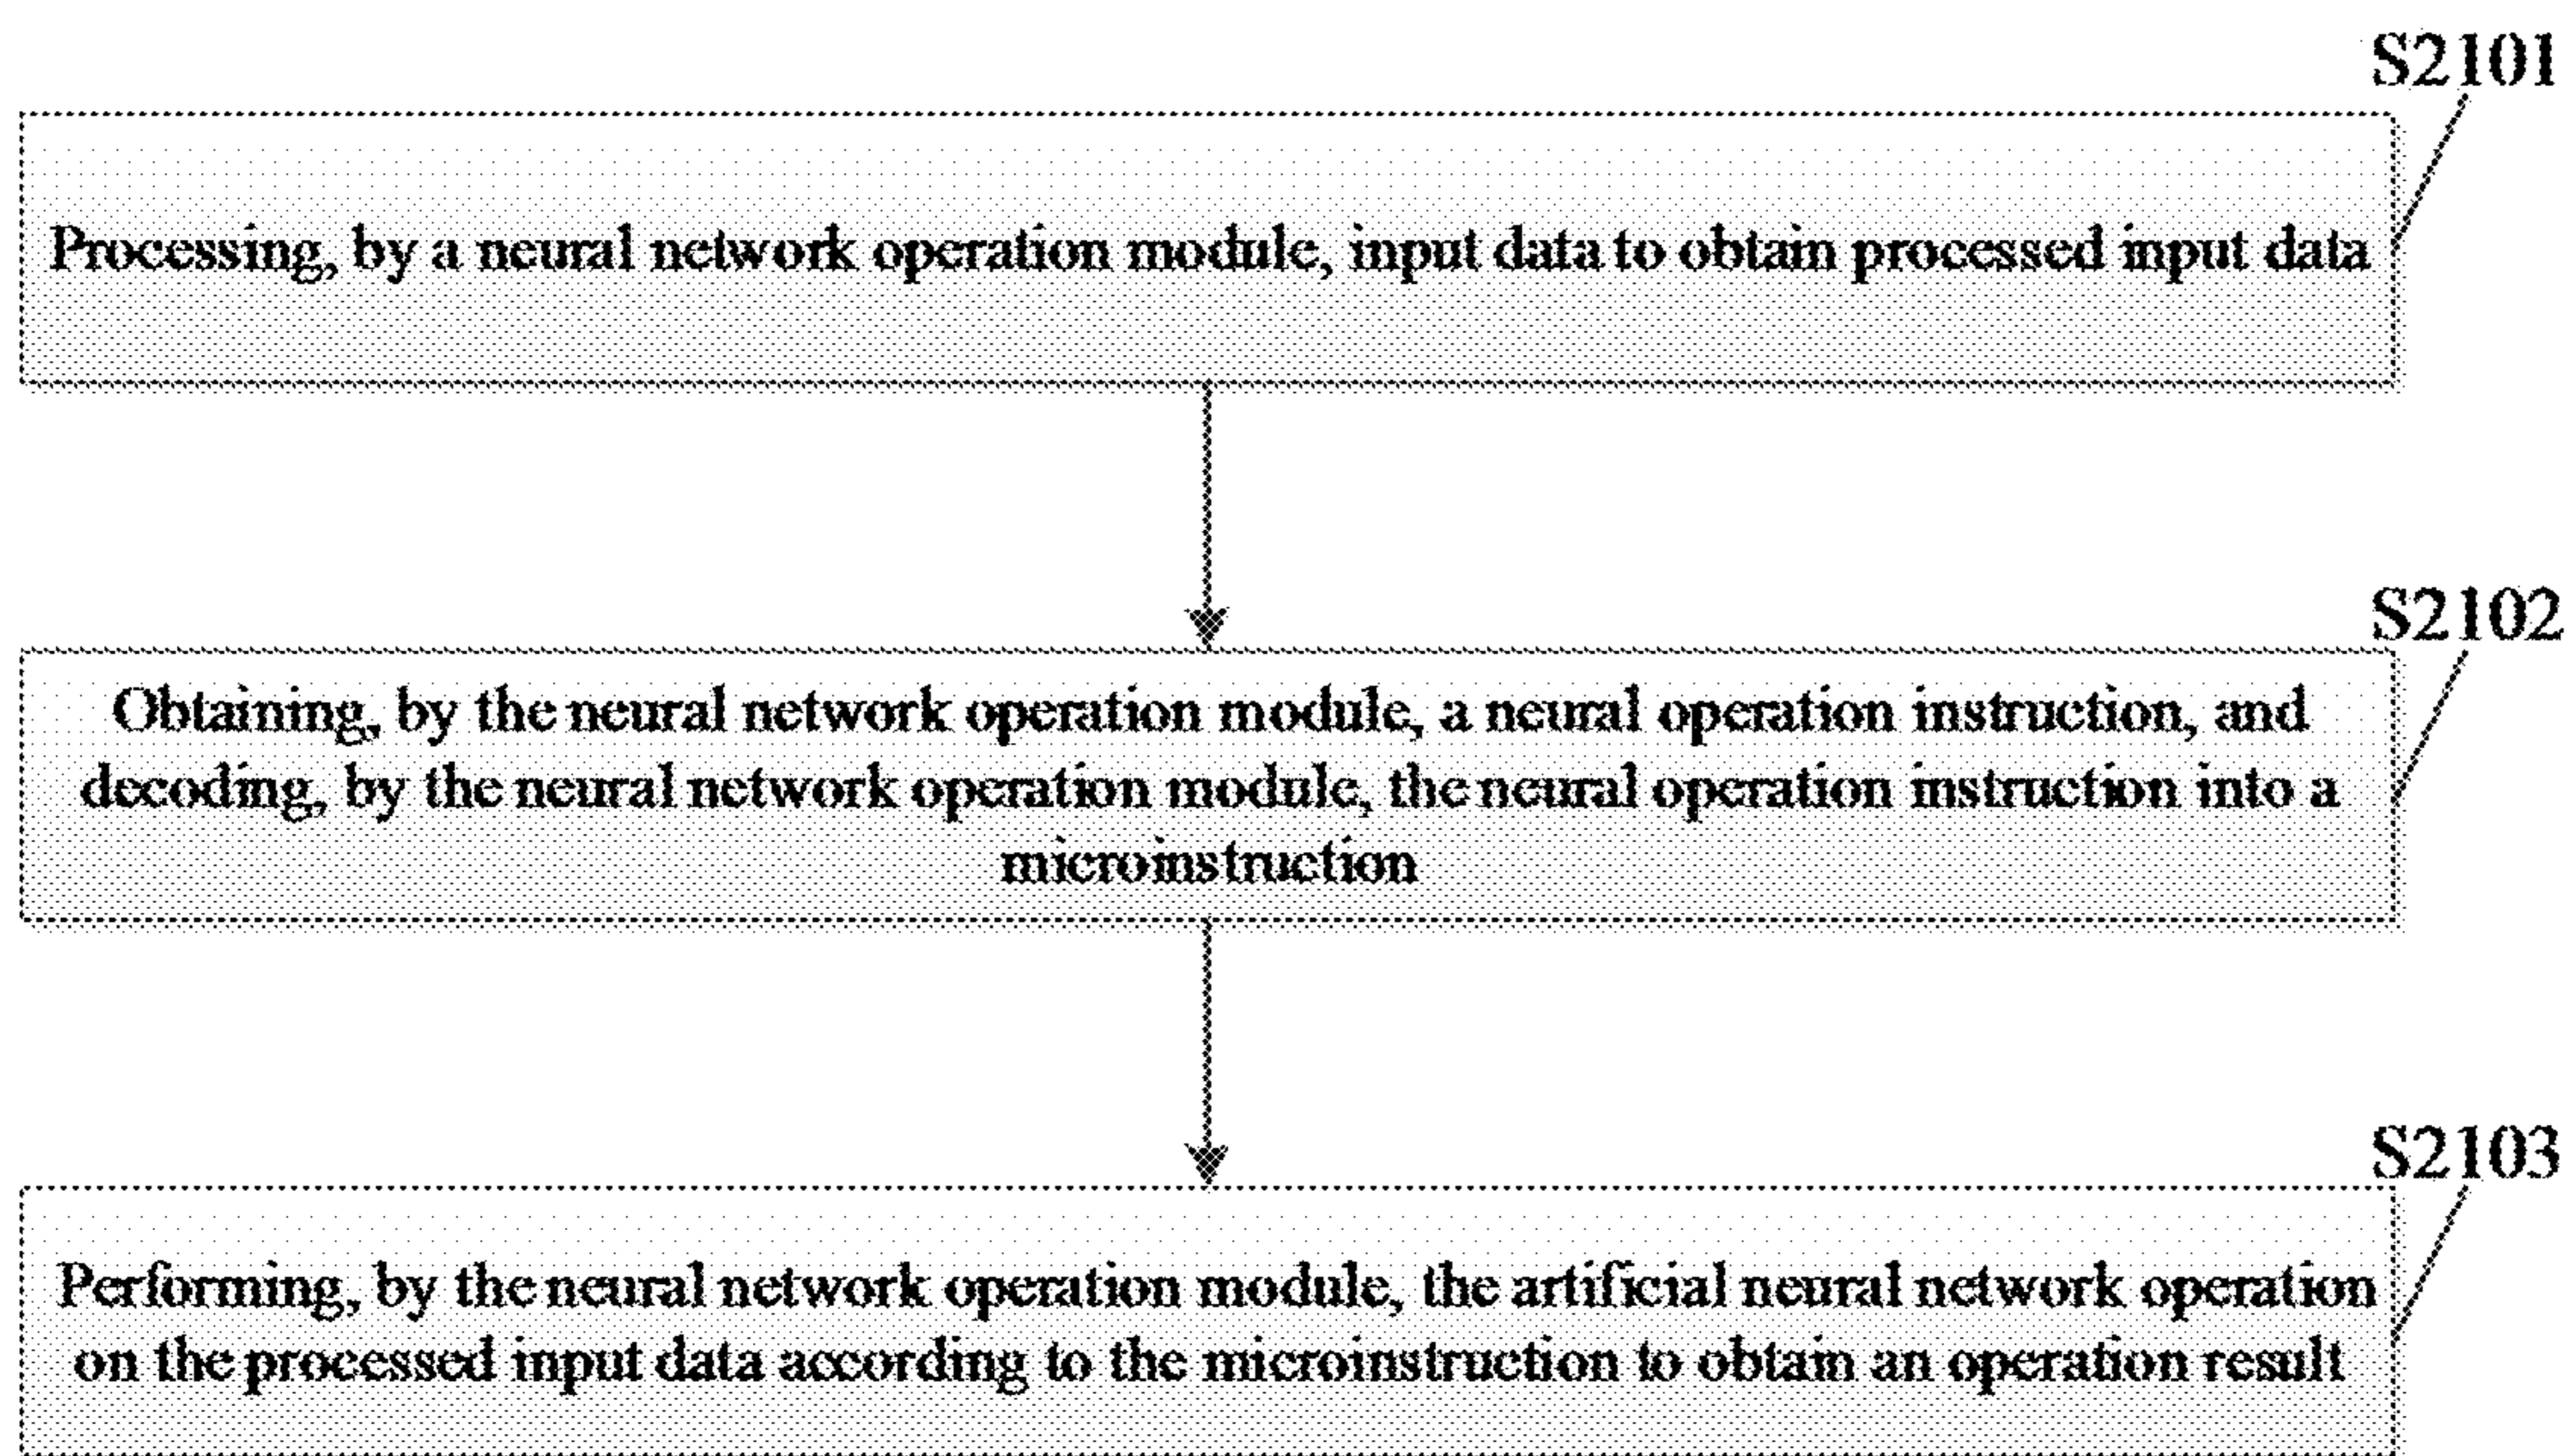 S2101
Processing, by a neural network operation module, input data to obtain processed input data
S2102
Obtaining, by the neural network operation module, a neural operation instruction, and
decoding, by the neural network operation module, the neural operation instruction into a
microinstruction
S2103
Performing, by the neural network operation module, the artificial neural network operation
on the processed input data according to the microinstruction to obtain an operation result